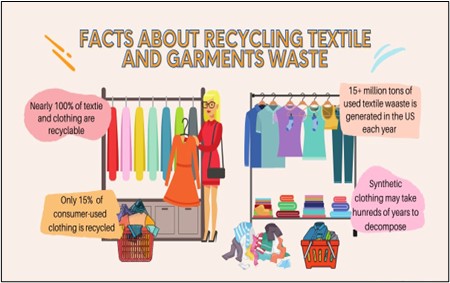 FACTS ABOUT RECYCLING TEXTILE
AND GARMENTS WASTE
Nearly 100% of textie
and clothing are
recyclable
15+ million tons of
used textile waaste is
generated in the US
each year
Only 15% of
consumer-used
clothing is recycled
Synthetic
clothing may take
hunreds of years to
decompose